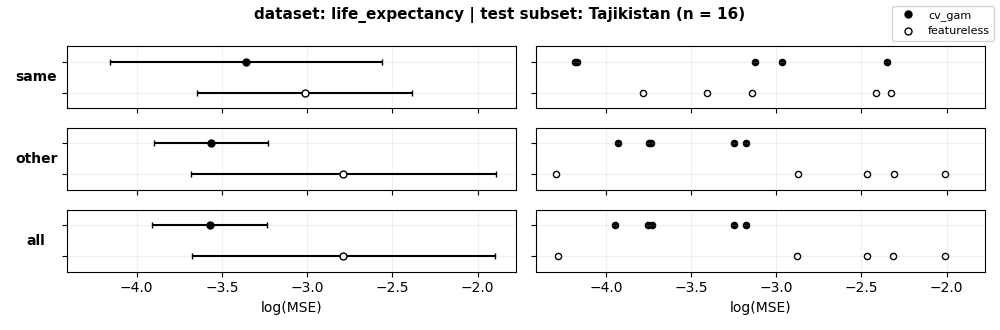 dataset: life_expectancy | test subset: Tajikistan (n = 16)
cv_gam
featureless
same
other
all
−4.0 −3.5 −3.0 −2.5 −2.0
−4.0 −3.5 −3.0 −2.5 −2.0
log(MSE)
log(MSE)